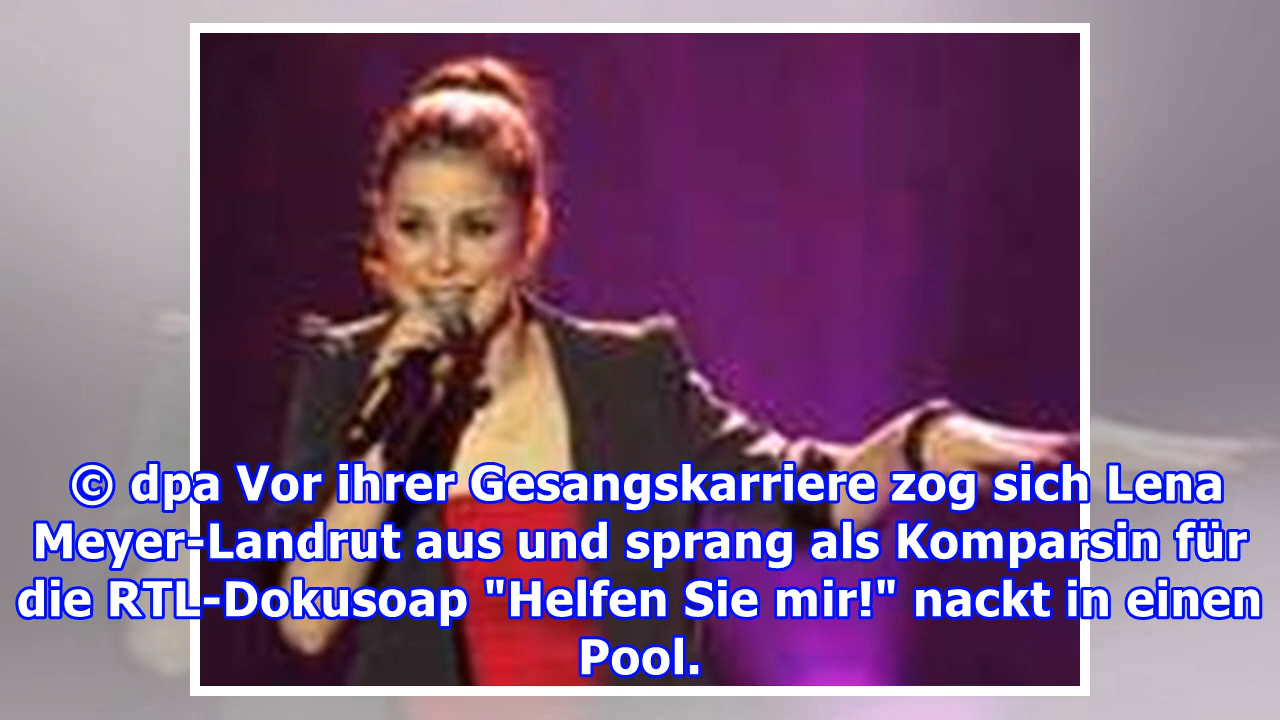 © dpa Vor ihrer Gesangskarriere zog sich Lena
Meyer-Landrut aus und sprang als Komparsin für
die RTL-Dokusoap "Helfen Sie mir!" nackt in einen
Pool.